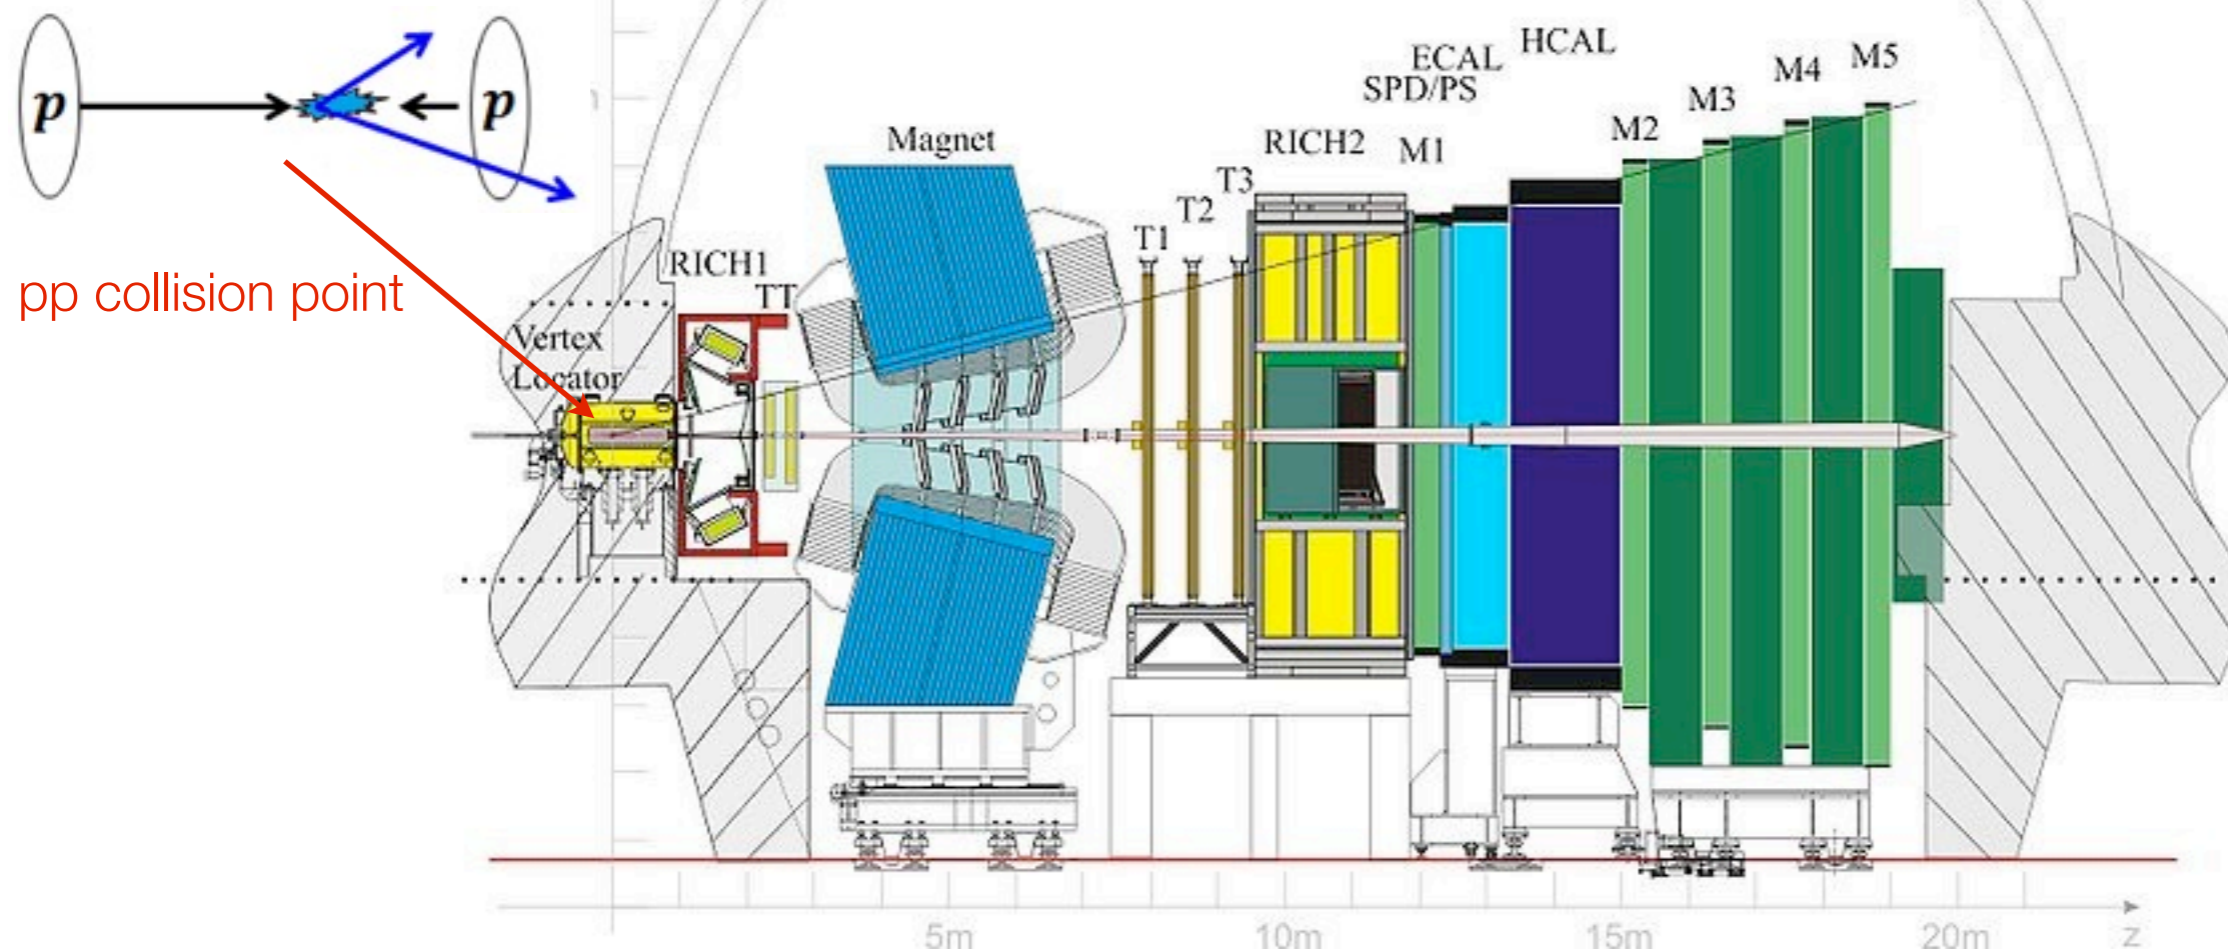 p
p
pp collision point
Vertex
Locator
RICH1
TT
Magnet
T1
T2
T3
RICH2
M1
SPD/PS
ECAL
HCAL
M2
M3
M4
M5
5m
10m
15m
20m
z